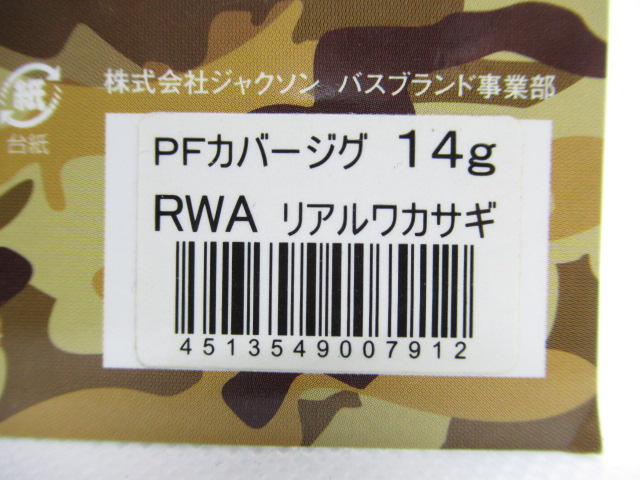 株式会社ジャクソン バスブランド事業部
紙
台紙
PFカバージグ 14g
RWA リアルワカサギ
4513549007912